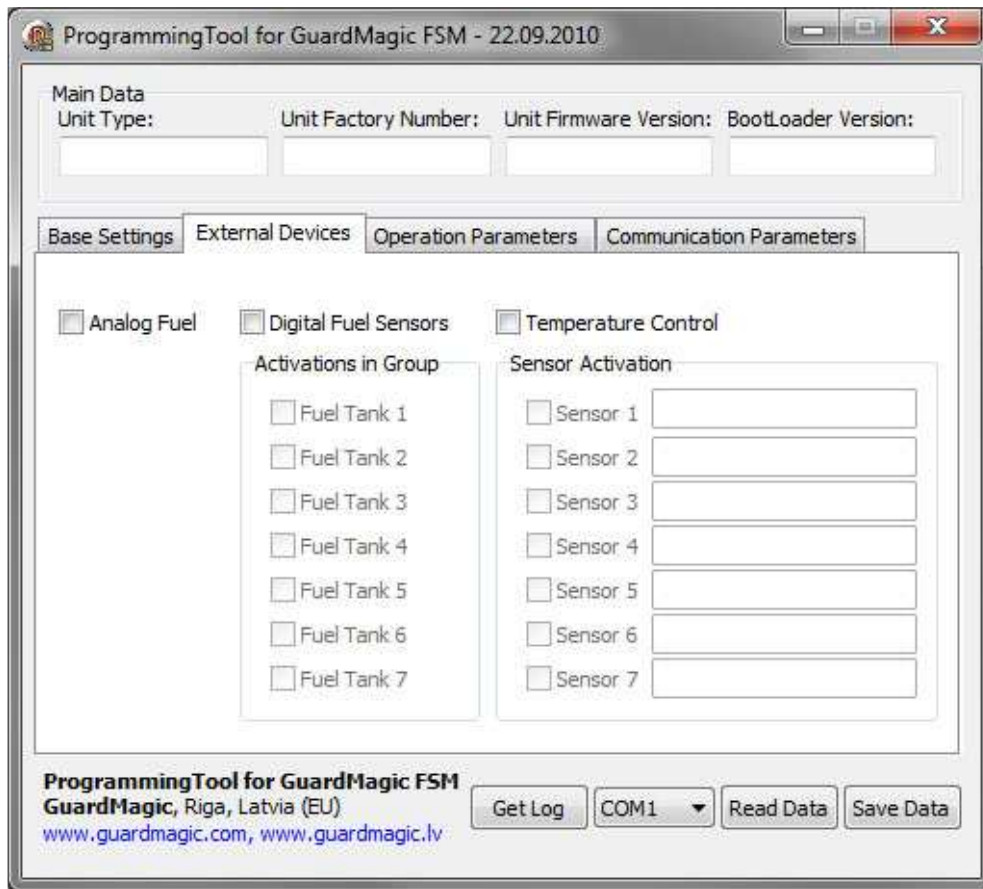 ProgrammingTool for GuardMagic FSM - 22.09.2010
Main Data
Unit Type: Unit Factory Number: Unit Firmware Version: BootLoader Version:
Base Settings External Devices Operation Parameters Communication Parameters
Analog Fuel Digital Fuel Sensors Temperature Control
Activations in Group Sensor Activation
Fuel Tank 1 Sensor 1
Fuel Tank 2 Sensor 2
Fuel Tank 3 Sensor 3
Fuel Tank 4 Sensor 4
Fuel Tank 5 Sensor 5
Fuel Tank 6 Sensor 6
Fuel Tank 7 Sensor 7
ProgrammingTool for GuardMagic FSM
GuardMagic, Riga, Latvia (EU)
www.guardmagic.com, www.guardmagic.lv
Get Log COM1 Read Data Save Data